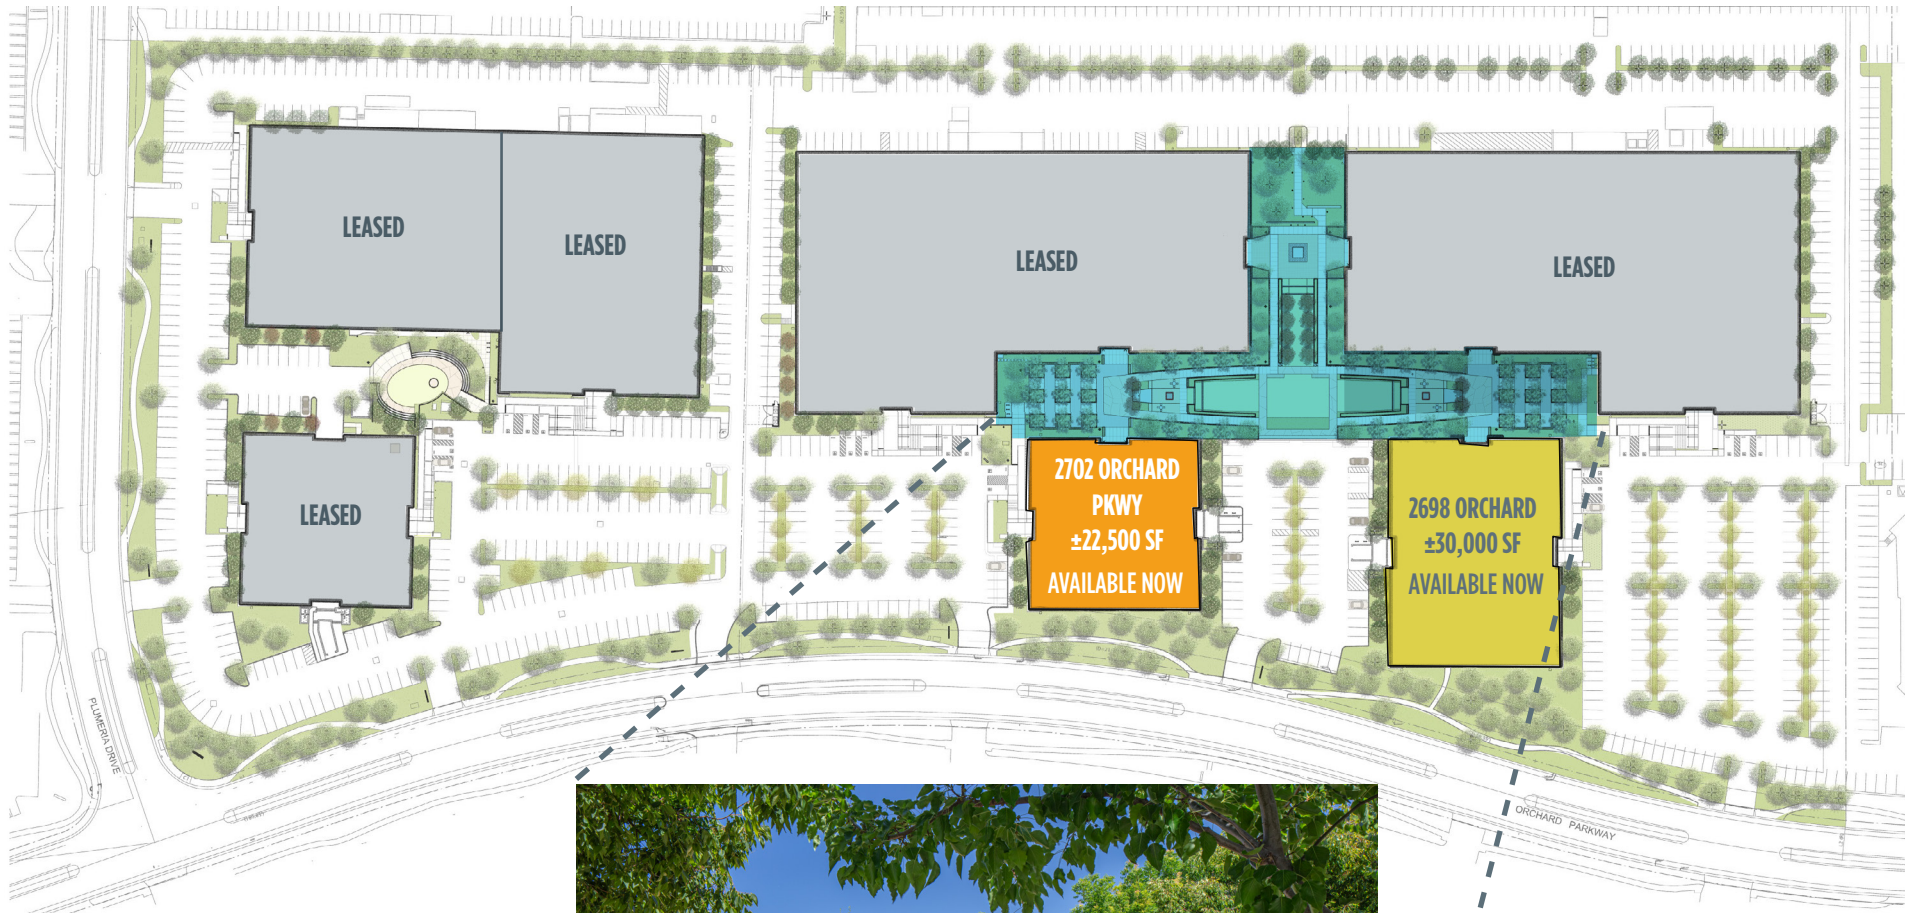 LEASED
LEASED
LEASED
LEASED
LEASED
2702 ORCHARD
PKWY
±22,500 SF
AVAILABLE NOW
2698 ORCHARD
±30,000 SF
AVAILABLE NOW
PLUMERIA DRIVE
ORCHARD PARKWAY